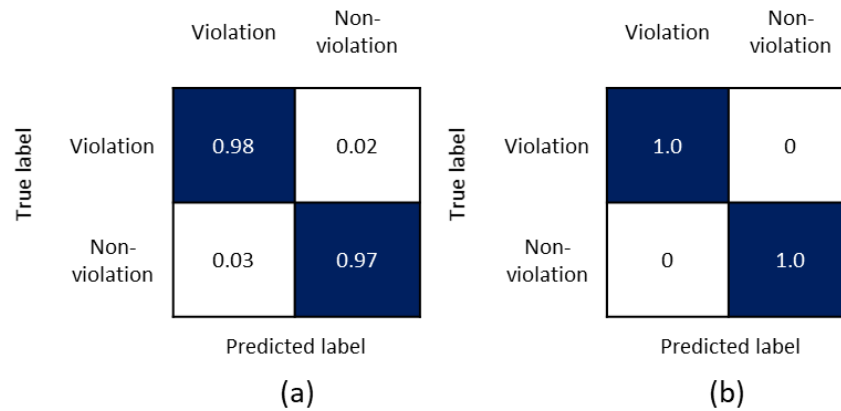 Violation
Non-
violation
True label
Violation
0.98
0.02
Non-
violation
0.03
0.97
Predicted label
(a)
Violation
Non-
violation
True label
Violation
1.0
0
Non-
violation
0
1.0
Predicted label
(b)